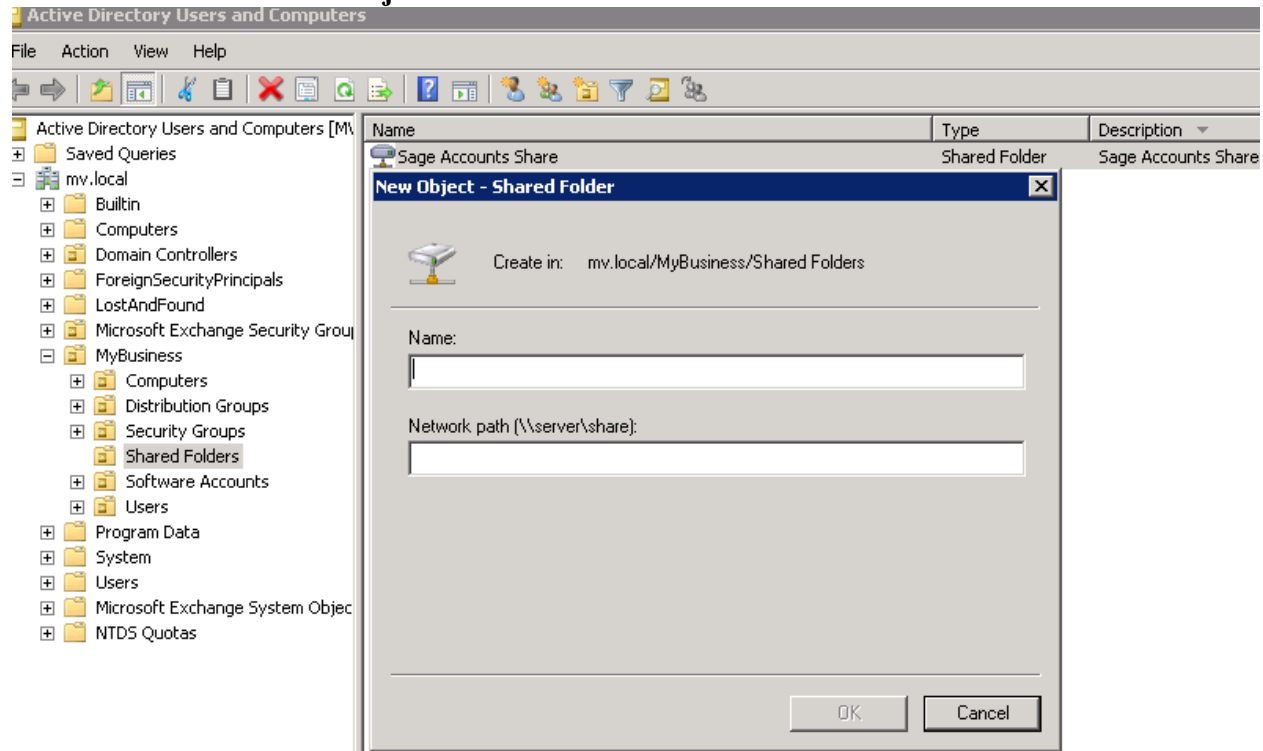 Active Directory Users and Computers
File Action View Help
Active Directory Users and Computers [M
Name Type Description
Saved Queries
Sage Accounts Share Shared Folder Sage Accounts Share
mv.local
New Object - Shared Folder
Builtin
Computers
Domain Controllers
Create in: mv.local/MyBusiness/Shared Folders
ForeignSecurityPrincipals
LostAndFound
Microsoft Exchange Security Grou
Name:
MyBusiness
Computers
Distribution Groups
Network path (\\server\share):
Security Groups
Shared Folders
Software Accounts
Users
Program Data
System
Users
Microsoft Exchange System Objec
NTDS Quotas
OK Cancel